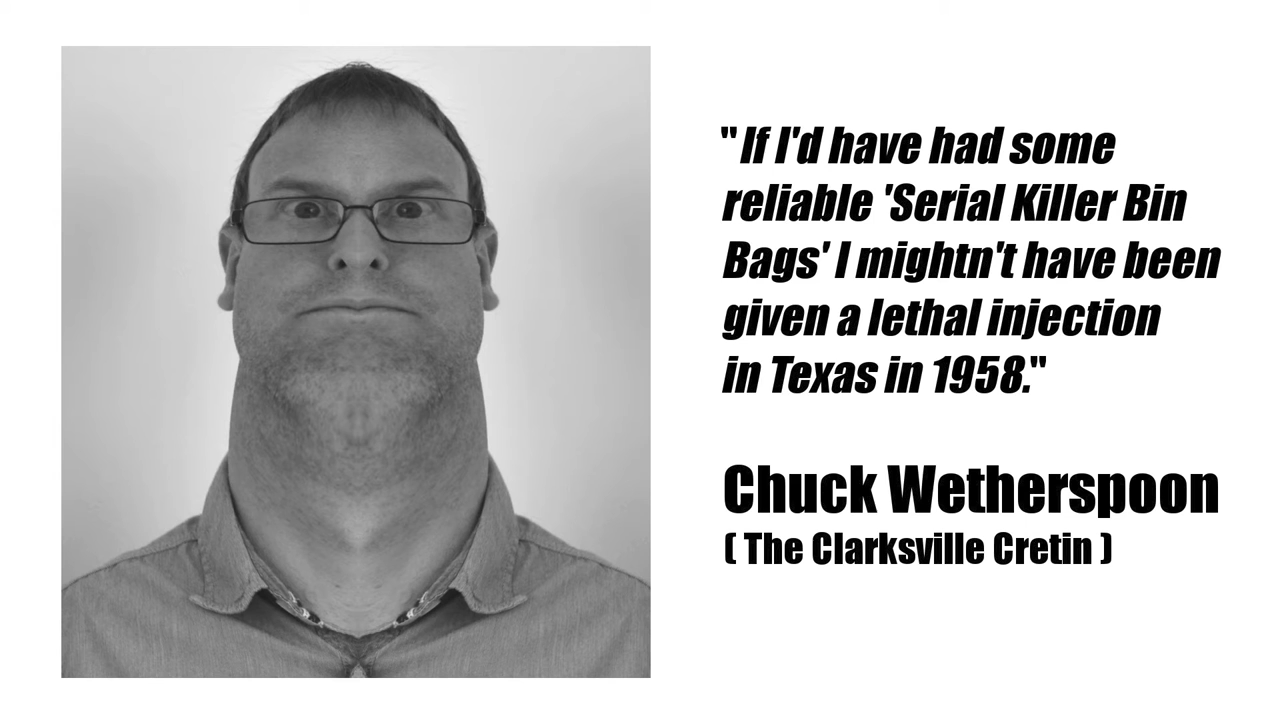 "If I'd have had some
reliable 'Serial Killer Bin
Bags' I mightn't have been
given a lethal injection
in Texas in 1958."
Chuck Wetherspoon
( The Clarksville Cretin )